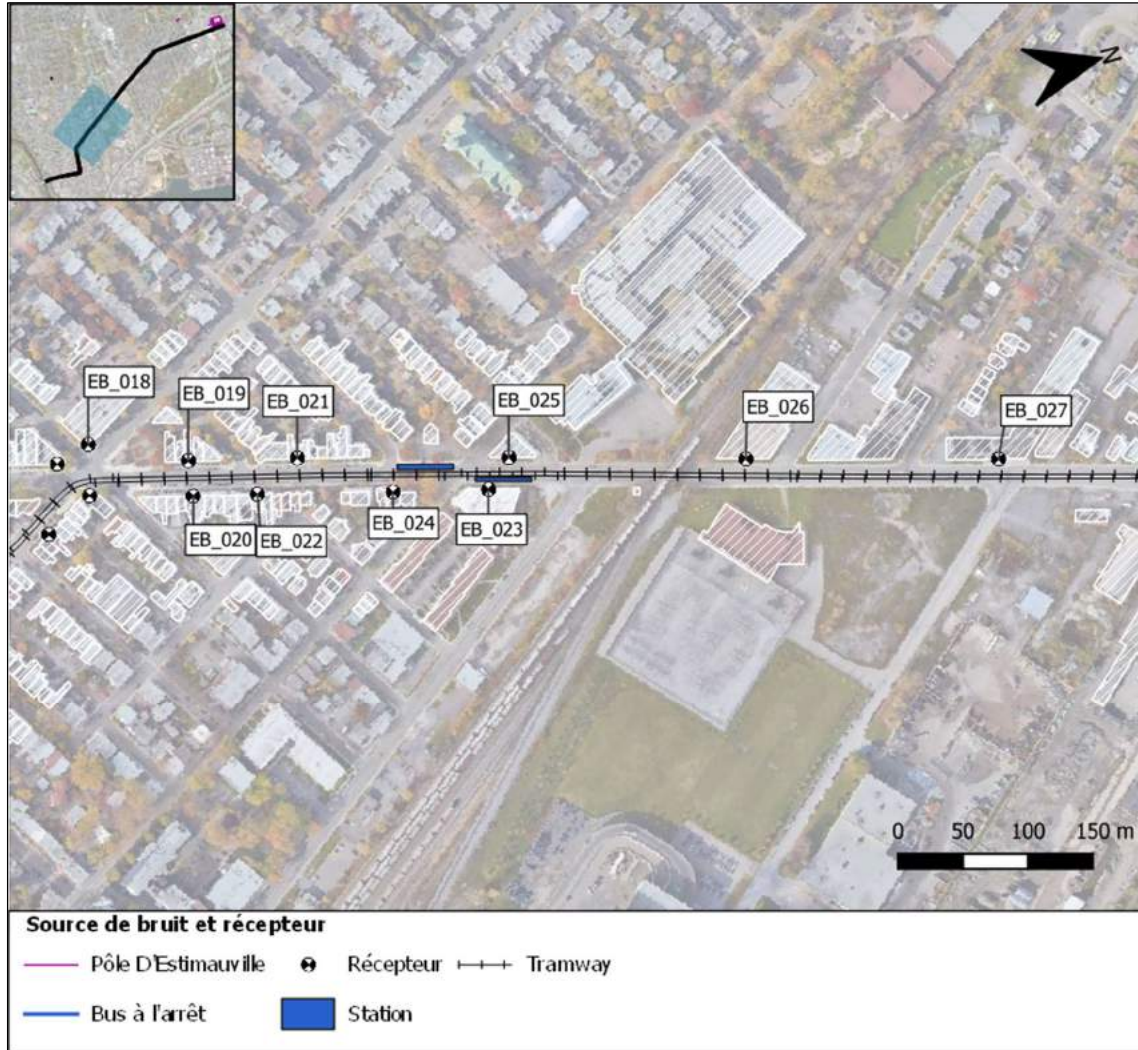 N
EB_018
EB_019
EB_021
EB_025
EB_026
EB_027
EB_020
EB_022
EB_024
EB_023
0 50 100 150 m
Source de bruit et récepteur
Pôle D'Estimauville
Récepteur
Tramway
Bus à l'arrêt
Station